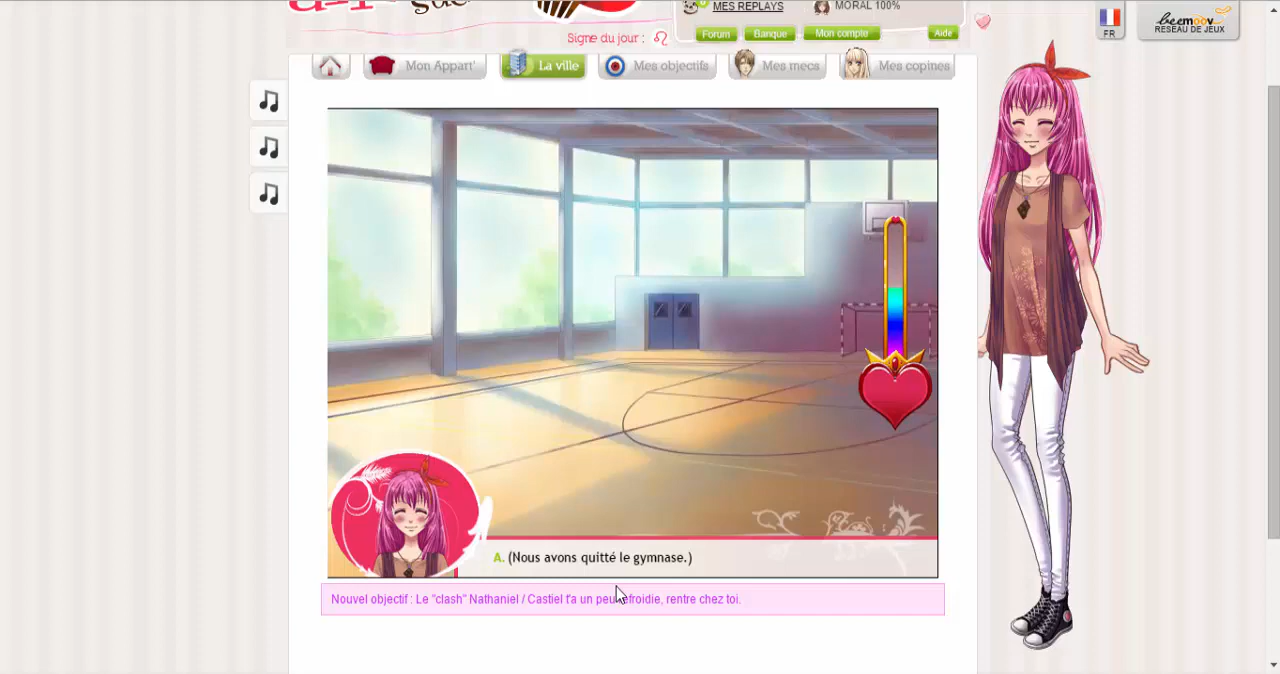 MES REPLAYS
MORAL 100%
Forum
Banque
Mon compte
Aide
Signe du jour :
FR
beemoov
RESEAU DE JEUX
Mon Appart'
La ville
Mes objectifs
Mes mecs
Mes copines
A. (Nous avons quitté le gymnase.)
Nouvel objectif : Le "clash" Nathaniel / Castiel t'a un peu refroidie, rentre chez toi.